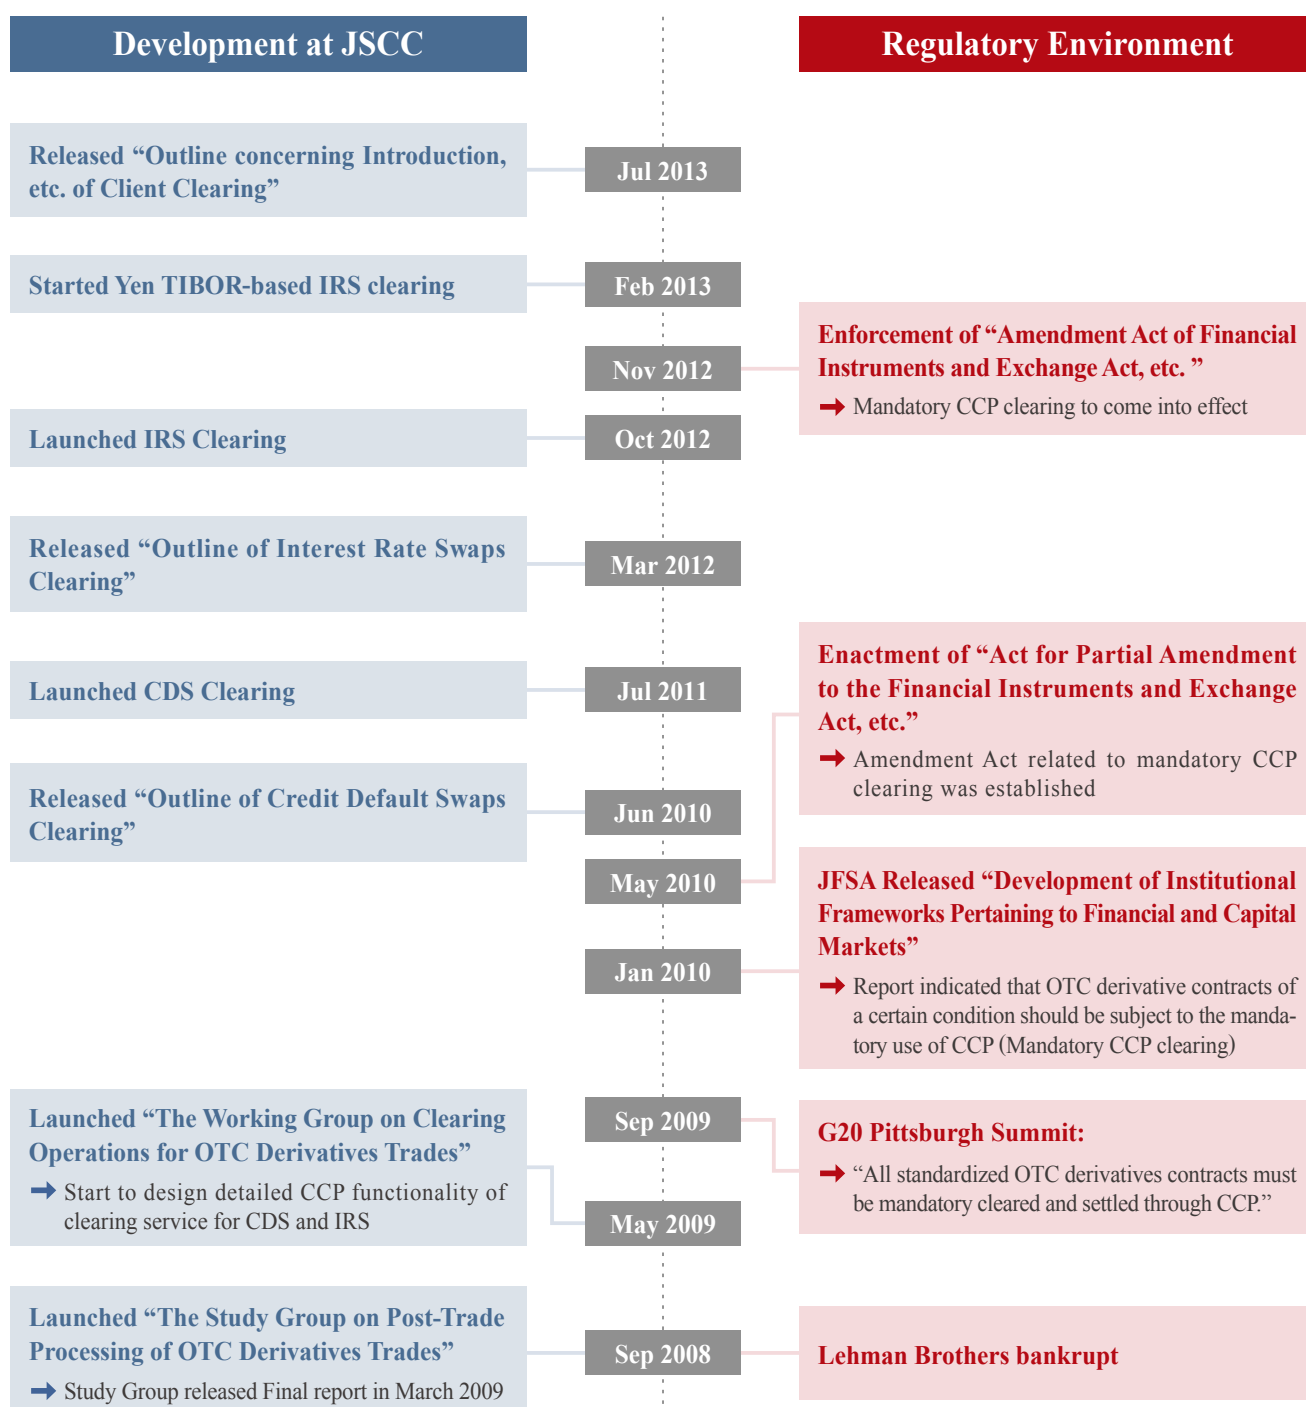 Development at JSCC
Regulatory Environment
Released “Outline concerning Introduction,
etc. of Client Clearing”
Jul 2013
Started Yen TIBOR-based IRS clearing
Feb 2013
Enforcement of “Amendment Act of Financial
Instruments and Exchange Act, etc. ”
→ Mandatory CCP clearing to come into effect
Nov 2012
Launched IRS Clearing
Oct 2012
Released “Outline of Interest Rate Swaps
Clearing”
Mar 2012
Launched CDS Clearing
Jul 2011
Enactment of “Act for Partial Amendment
to the Financial Instruments and Exchange
Act, etc.”
→ Amendment Act related to mandatory CCP
clearing was established
Released “Outline of Credit Default Swaps
Clearing”
Jun 2010
May 2010
JFSA Released “Development of Institutional
Frameworks Pertaining to Financial and Capital
Markets”
→ Report indicated that OTC derivative contracts of
a certain condition should be subject to the manda-
tory use of CCP (Mandatory CCP clearing)
Jan 2010
Launched “The Working Group on Clearing
Operations for OTC Derivatives Trades”
→ Start to design detailed CCP functionality of
clearing service for CDS and IRS
Sep 2009
G20 Pittsburgh Summit:
→ “All standardized OTC derivatives contracts must
be mandatory cleared and settled through CCP.”
May 2009
Launched “The Study Group on Post-Trade
Processing of OTC Derivatives Trades”
→ Study Group released Final report in March 2009
Sep 2008
Lehman Brothers bankrupt